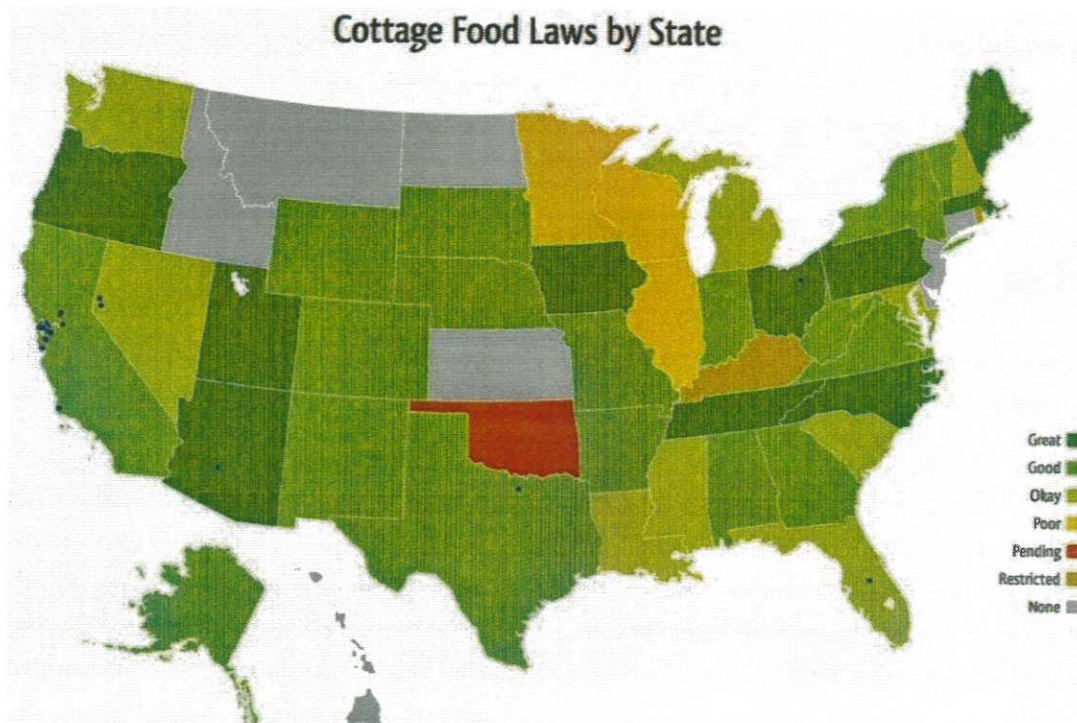 Cottage Food Laws by State
Great
Good
Okay
Poor
Pending
Restricted
None